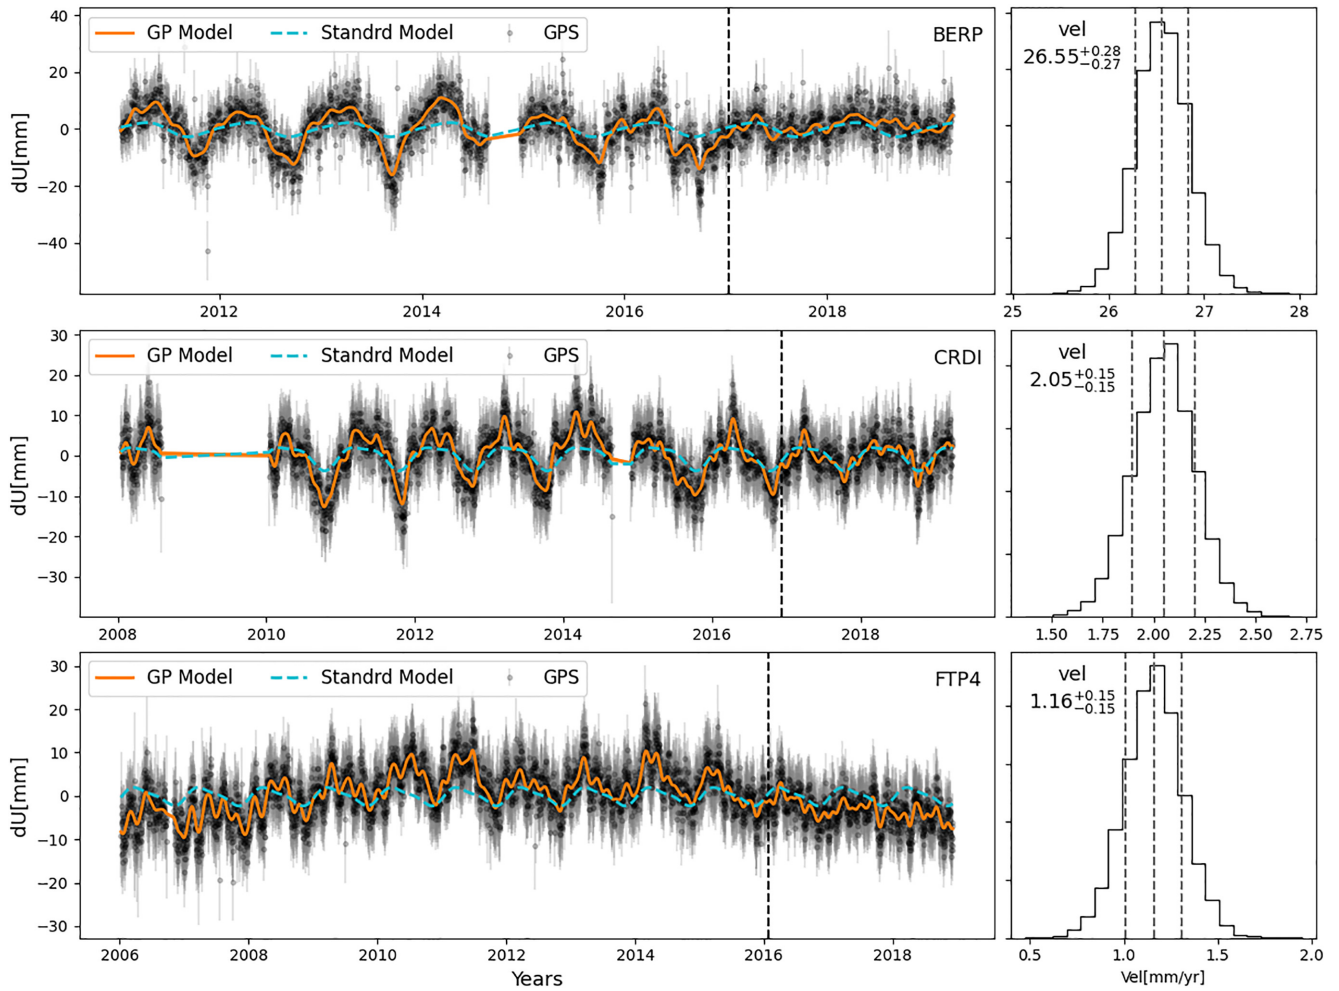 GP Model Standrd Model GPS BERP
dU[mm]
40
20
0
−20
−40
2012 2014 2016 2018
vel
26.55+0.28−0.27
25 26 27 28
GP Model Standrd Model GPS CRDI
dU[mm]
30
20
10
0
−10
−20
−30
2008 2010 2012 2014 2016 2018
vel
2.05+0.15−0.15
1.50 1.75 2.00 2.25 2.50 2.75
GP Model Standrd Model GPS FTP4
dU[mm]
30
20
10
0
−10
−20
−30
2006 2008 2010 2012 2014 2016 2018
Years
vel
1.16+0.15−0.15
0.5 1.0 1.5 2.0
Vel[mm/yr]